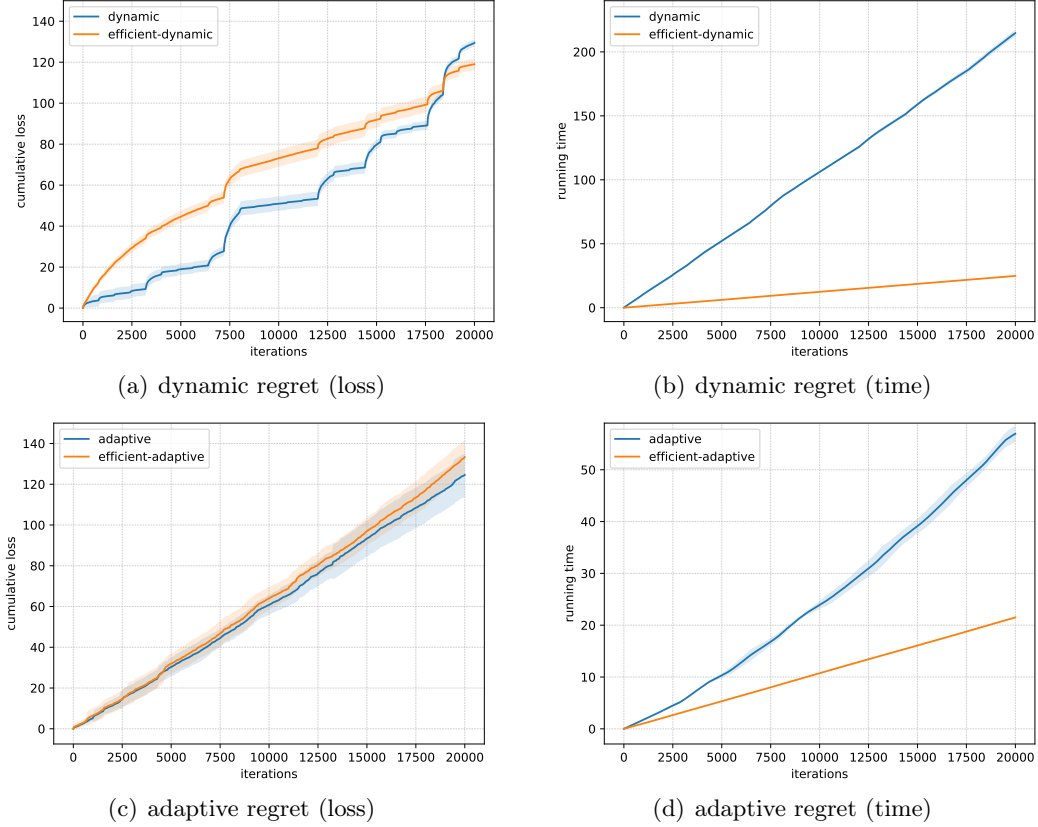 140
120
100
80
60
40
20
0
cumulative loss
dynamic
efficient-dynamic
0 2500 5000 7500 10000 12500 15000 17500 20000
iterations
(a) dynamic regret (loss)
200
150
100
50
0
running time
dynamic
efficient-dynamic
0 2500 5000 7500 10000 12500 15000 17500 20000
iterations
(b) dynamic regret (time)
140
120
100
80
60
40
20
0
cumulative loss
adaptive
efficient-adaptive
0 2500 5000 7500 10000 12500 15000 17500 20000
iterations
(c) adaptive regret (loss)
50
40
30
20
10
0
running time
adaptive
efficient-adaptive
0 2500 5000 7500 10000 12500 15000 17500 20000
iterations
(d) adaptive regret (time)